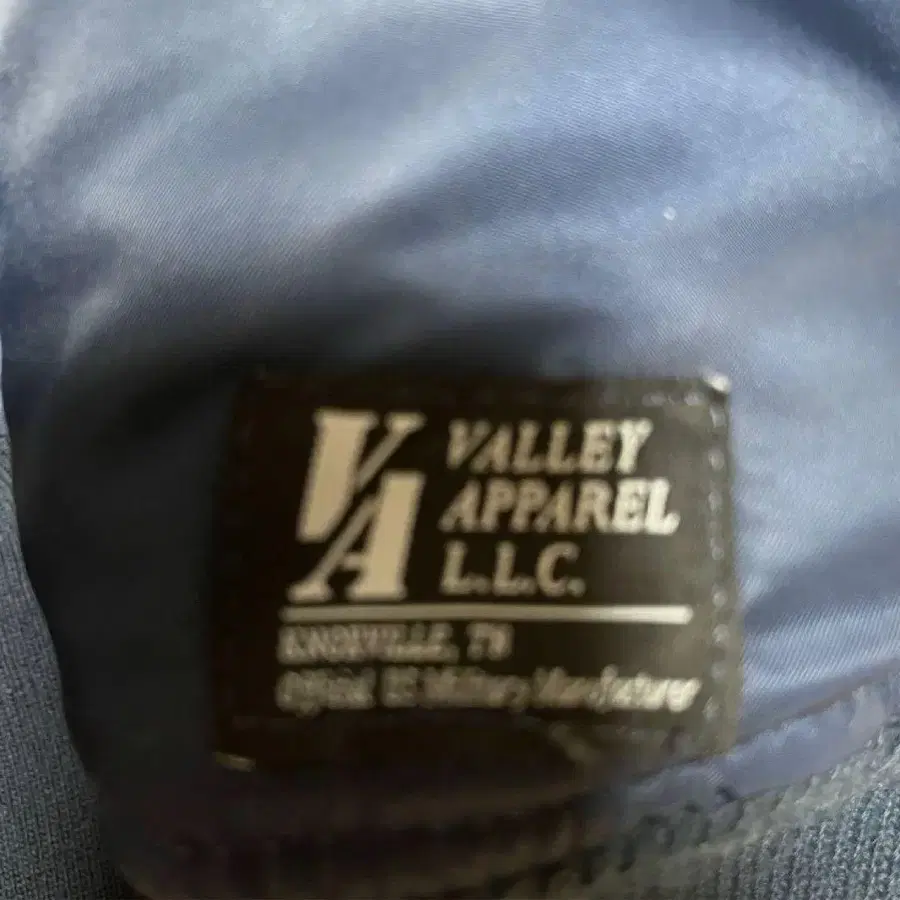 VA
VALLEY
APPAREL
L.L.C.
KNOXVILLE, TN
Official US Military Manufacturer